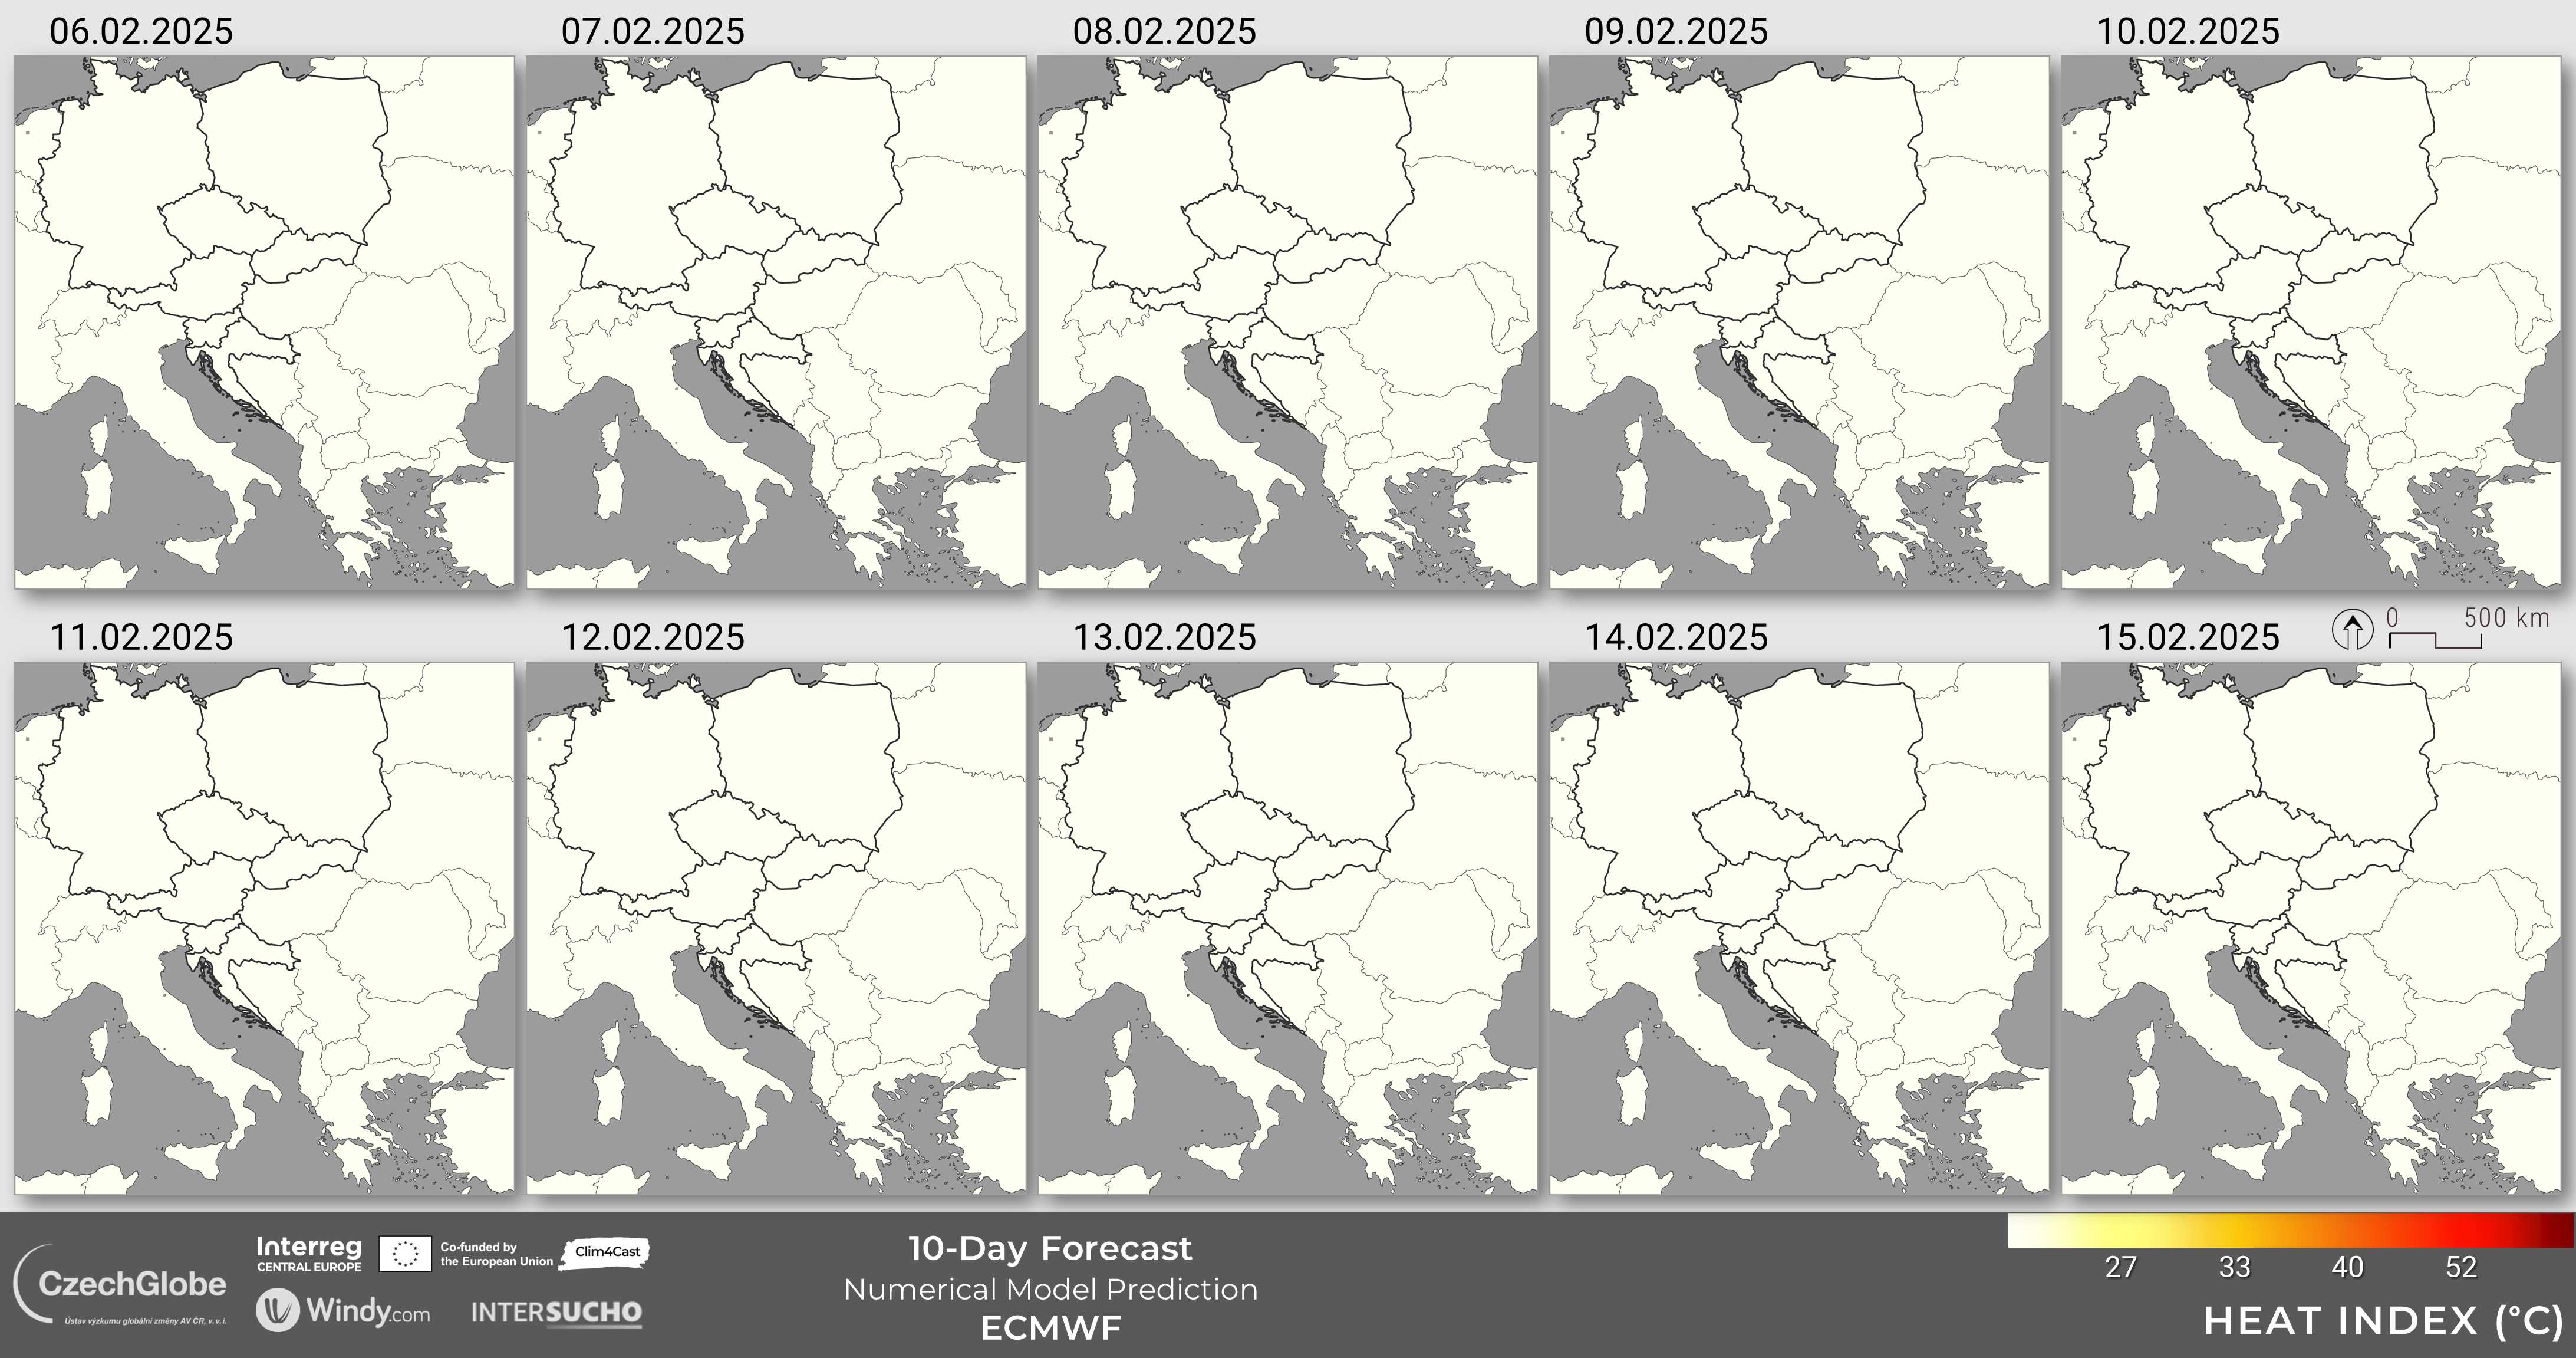 06.02.2025
07.02.2025
08.02.2025
09.02.2025
10.02.2025
11.02.2025
12.02.2025
13.02.2025
14.02.2025
15.02.2025
0 500 km
CzechGlobe
Ústav výzkumu globální změny AV ČR, v. v. i.
Interreg
CENTRAL EUROPE
Co-funded by
the European Union
Clim4Cast
Windy.com
INTERSUCHO
10-Day Forecast
Numerical Model Prediction
ECMWF
27 33 40 52
HEAT INDEX (°C)